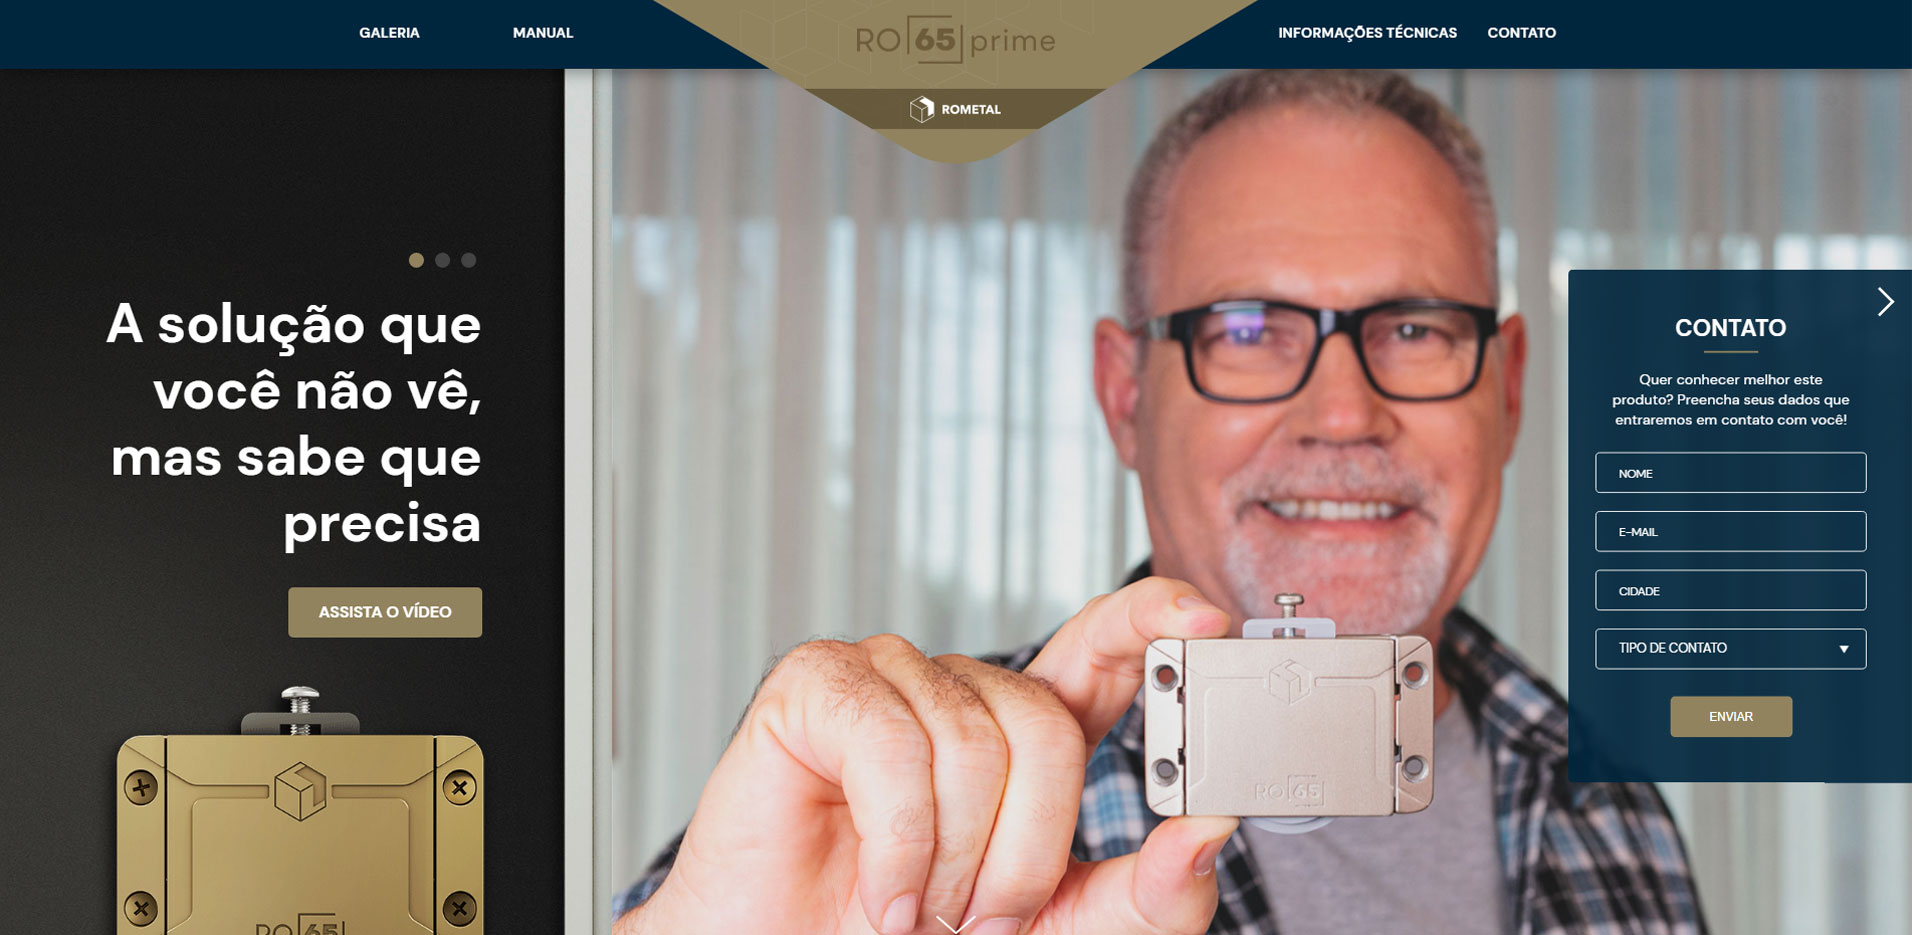 GALERIA
MANUAL
RO 65 prime
INFORMAÇÕES TÉCNICAS
CONTATO
ROMETAL
A solução que
você não vê,
mas sabe que
precisa
ASSISTA O VÍDEO
RO 65
RO 65
CONTATO
Quer conhecer melhor este
produto? Preencha seus dados que
entraremos em contato com você!
NOME
E-MAIL
CIDADE
TIPO DE CONTATO
ENVIAR